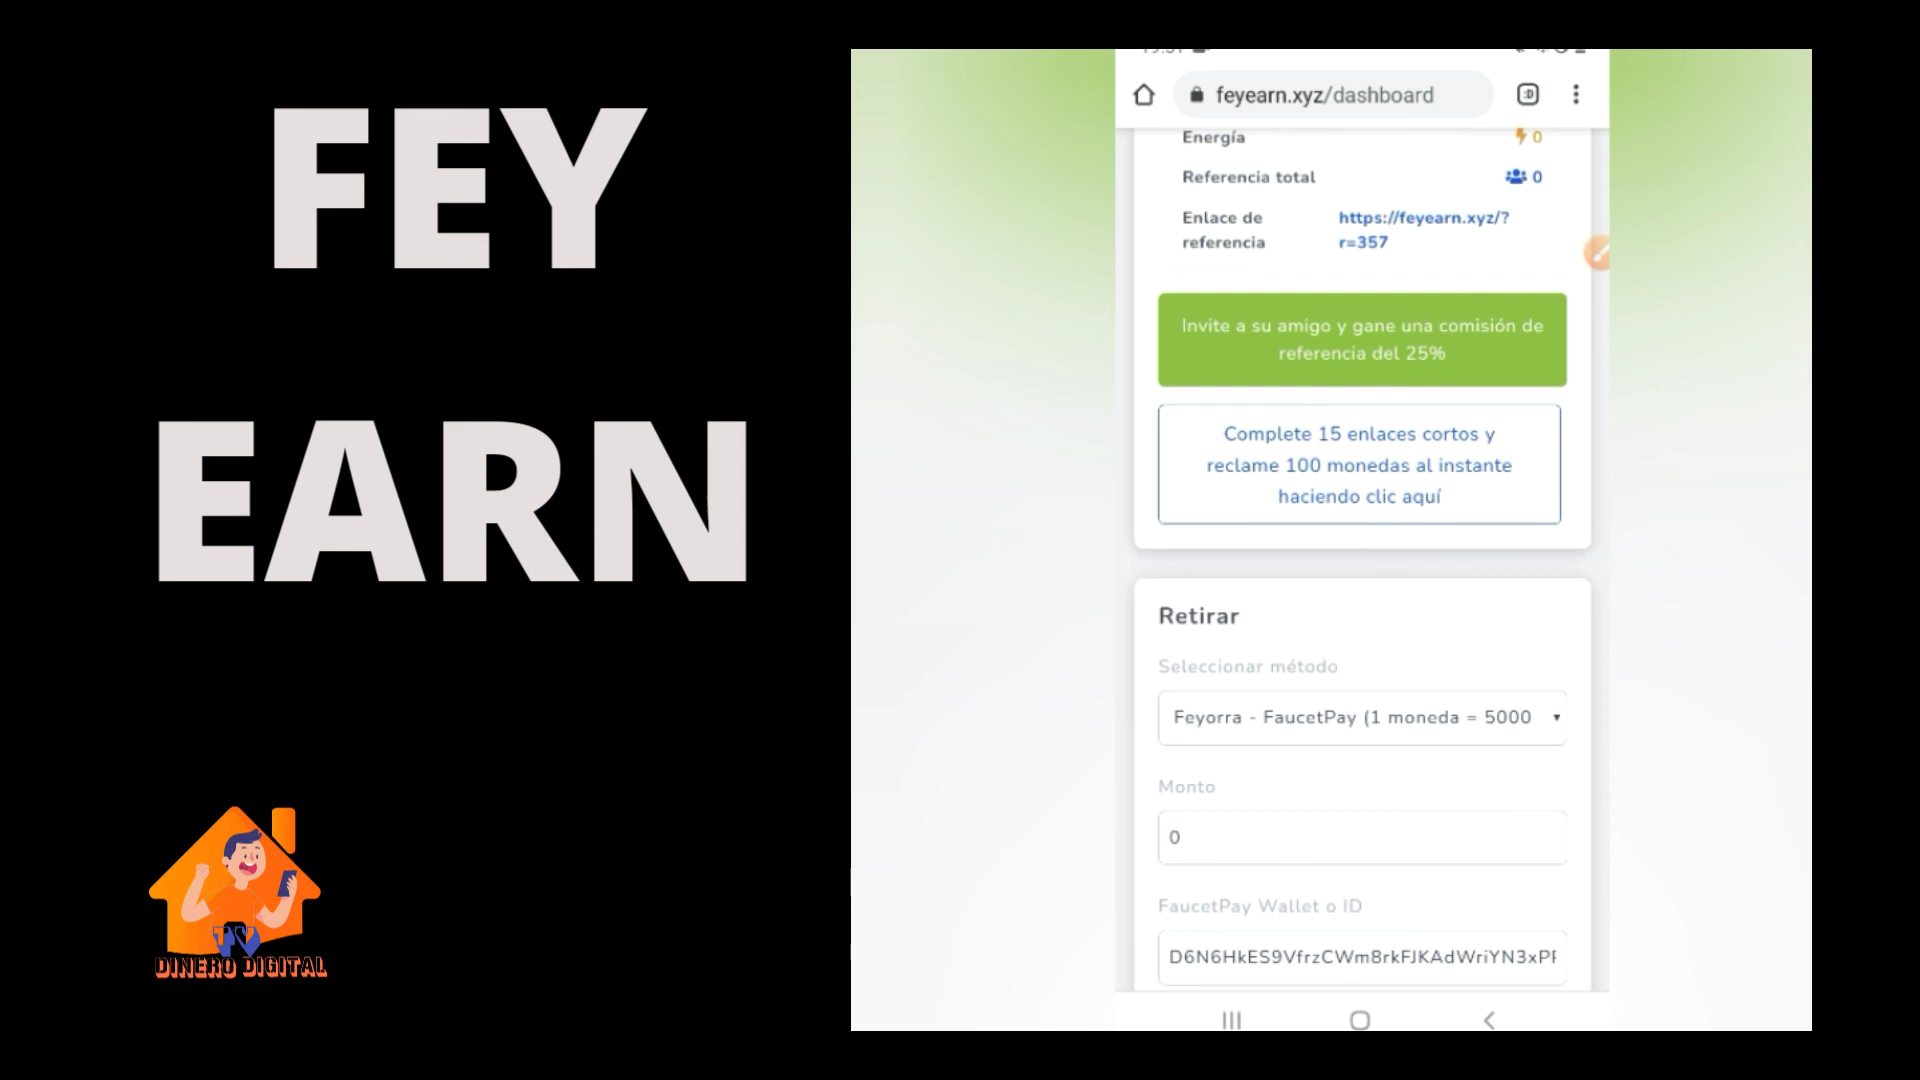 FEY
EARN
TV
DINERO DIGITAL
feyearn.xyz/dashboard
:D
Energía 0
Referencia total 0
Enlace de https://feyearn.xyz/?
referencia r=357
Invite a su amigo y gane una comisión de
referencia del 25%
Complete 15 enlaces cortos y
reclame 100 monedas al instante
haciendo clic aquí
Retirar
Seleccionar método
Feyorra - FaucetPay (1 moneda = 5000
Monto
0
FaucetPay Wallet o ID
D6N6HkES9VfrzCWm8rkFJKAdWriYN3xPF